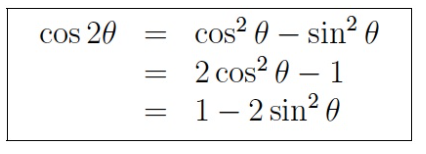 cos 2θ = cos² θ − sin² θ
= 2 cos² θ − 1
= 1 − 2 sin² θ